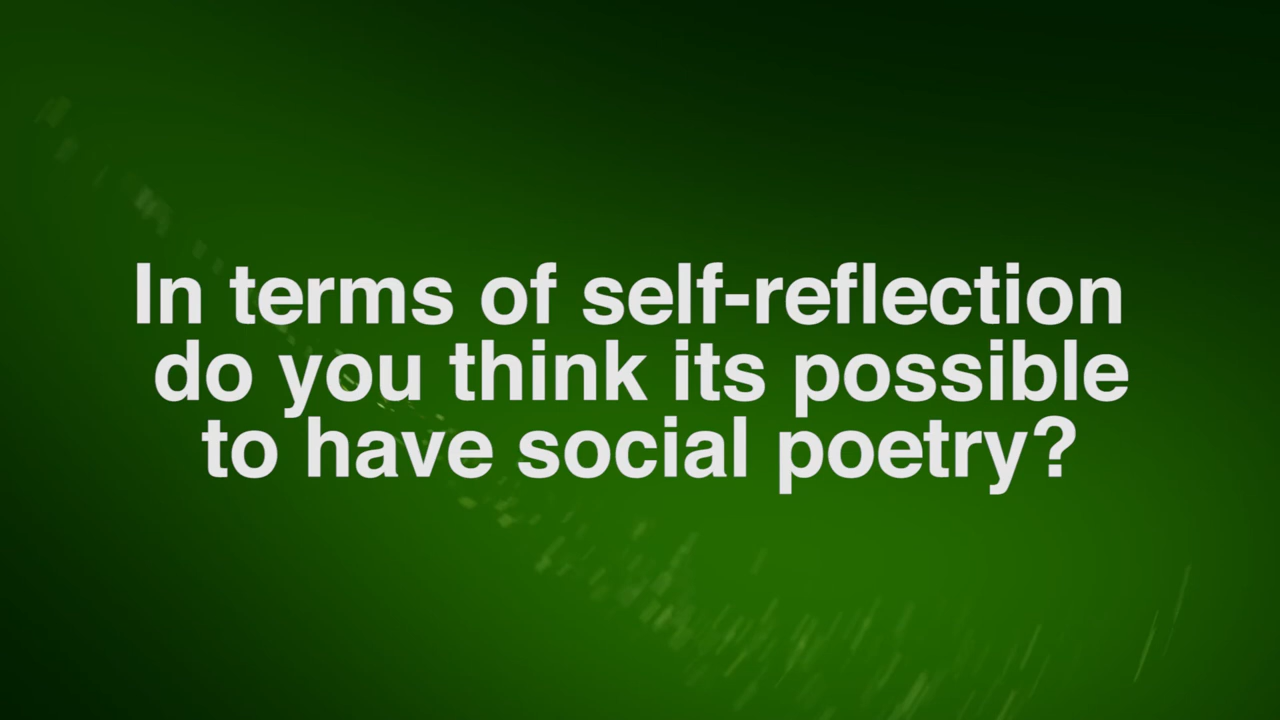 In terms of self-reflection
do you think its possible
to have social poetry?